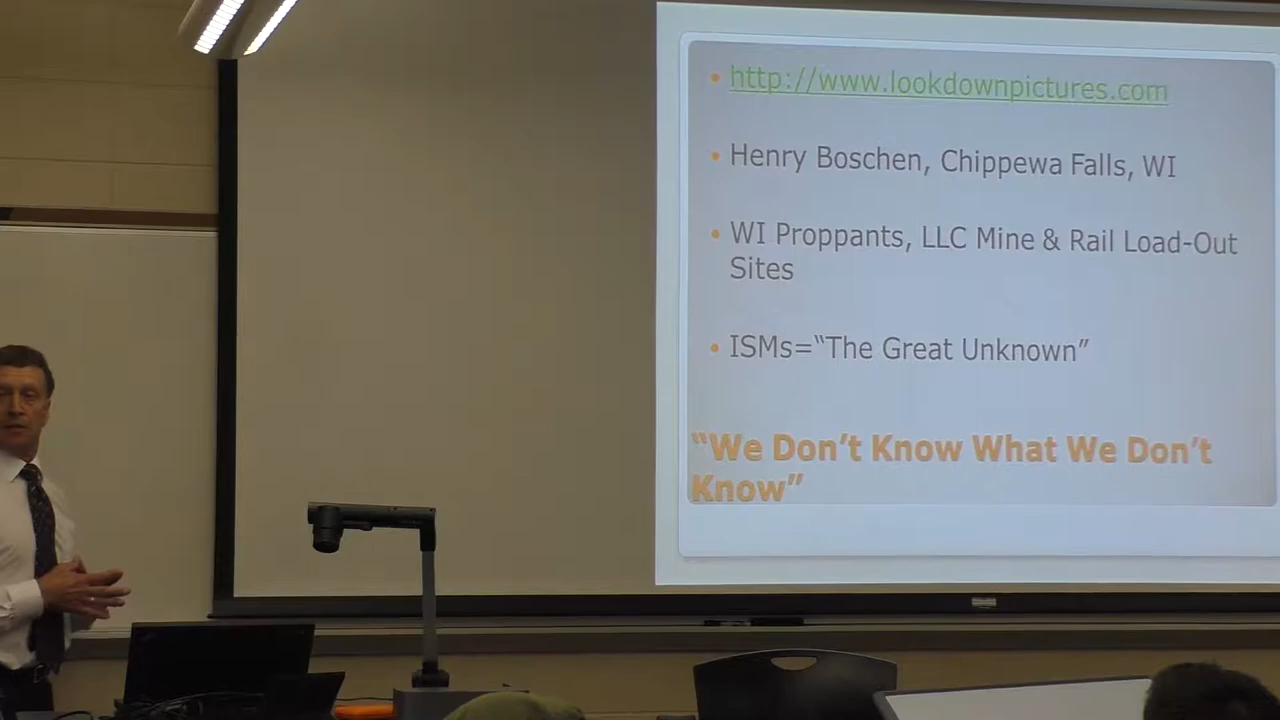 http://www.lookdownpictures.com
Henry Boschen, Chippewa Falls, WI
WI Proppants, LLC Mine & Rail Load-Out
Sites
ISMs=“The Great Unknown”
“We Don’t Know What We Don’t
Know”